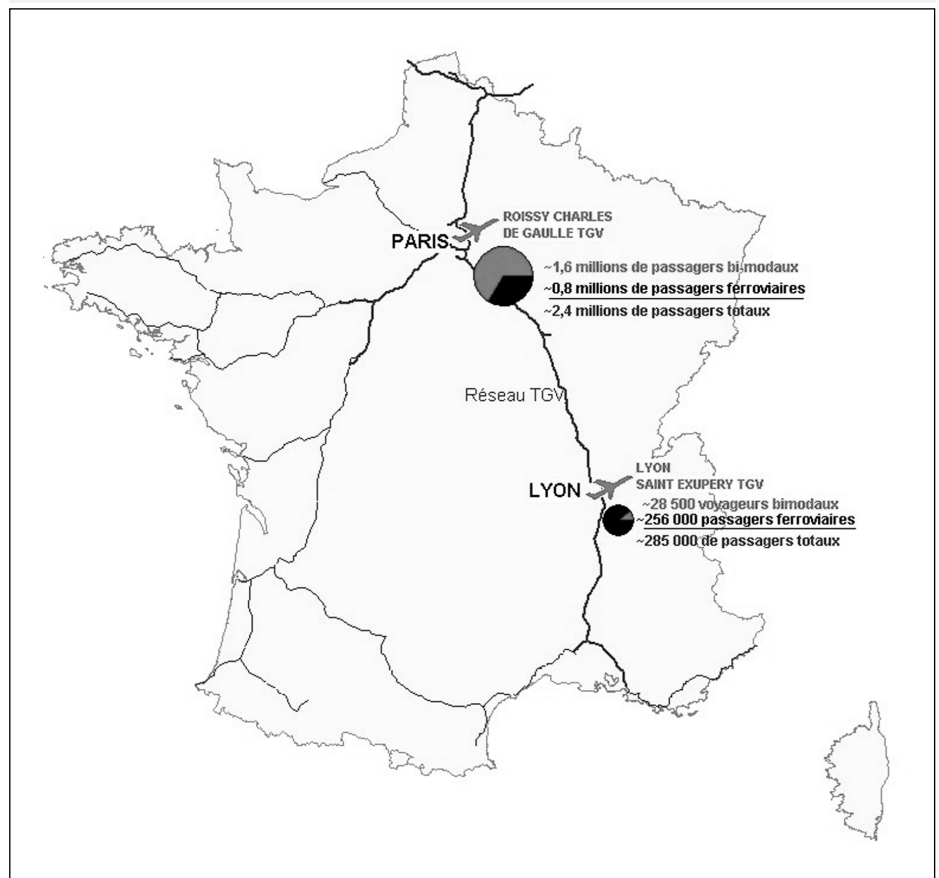 ROISSY CHARLES
DE GAULLE TGV
PARIS
~1,6 millions de passagers bi-modaux
~0,8 millions de passagers ferroviaires
~2,4 millions de passagers totaux
Réseau TGV
LYON
SAINT EXUPERY TGV
LYON
~28 500 voyageurs bimodaux
~256 000 passagers ferroviaires
~285 000 de passagers totaux